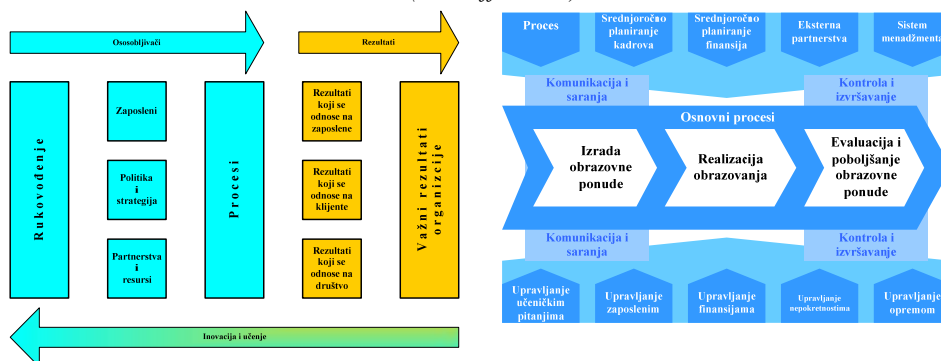 Ososobljivači
Rezultati
Rukovođenje
Zaposleni
Politika
i
strategija
Partnerstva
i
resursi
Procesi
Rezultati
koji se
odnose na
zaposlene
Rezultati
koji se
odnose na
klijente
Rezultati
koji se
odnose na
društvo
Važni rezultati
organizcije
Inovacija i učenje
Proces
Srednjoročno
planiranje
kadrova
Srednjoročno
planiranje
finansija
Eksterna
partnerstva
Sistem
menadžmenta
Komunikacija i
saranja
Kontrola i
izvršavanje
Osnovni procesi
Izrada
obrazovne
ponude
Realizacija
obrazovanja
Evaluacija i
poboljšanje
obrazovne
ponude
Komunikacija i
saranja
Kontrola i
izvršavanje
Upravljanje
učeničkim
pitanjima
Upravljanje
zaposlenim
Upravljanje
finansijama
Upravljanje
nepokretnostima
Upravljanje
opremom